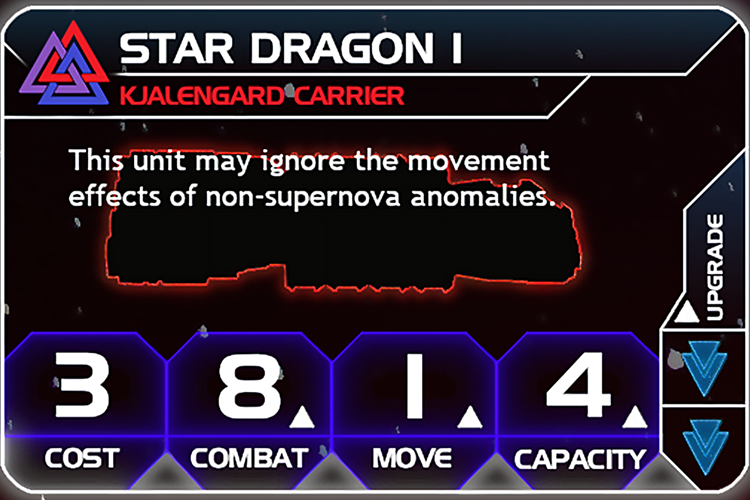 STAR DRAGON I
KJALENGARD CARRIER
This unit may ignore the movement
effects of non-supernova anomalies.
UPGRADE
3 8 1 4
COST COMBAT MOVE CAPACITY